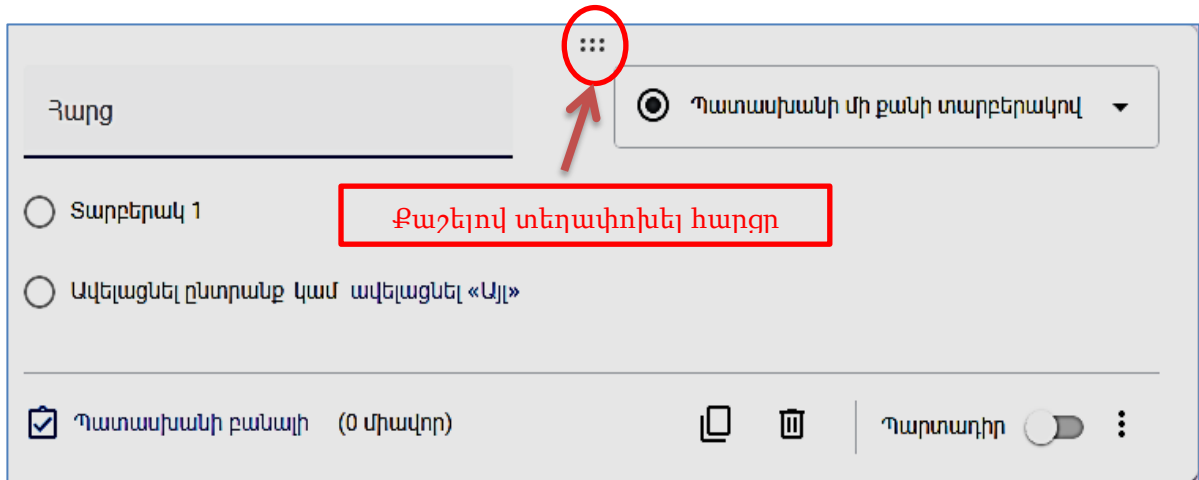 Հարց
Պատասխանի մի քանի տարբերակով
Տարբերակ 1
Քաշելով տեղափոխել հարցը
Ավելացնել ընտրանք կամ ավելացնել «Այլ»
Պատասխանի բանալի (0 միավոր)
Պարտադիր